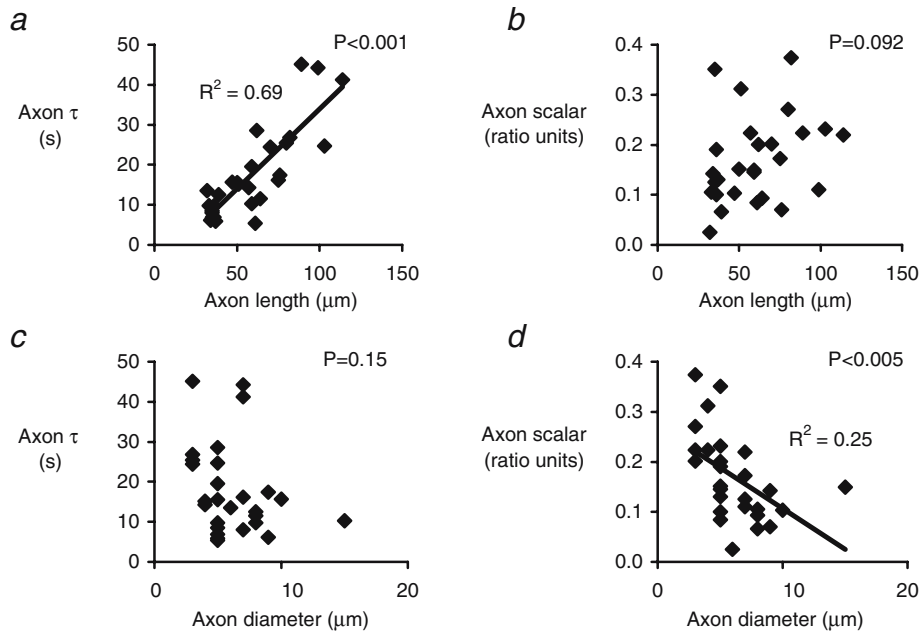 a
P<0.001
R² = 0.69
Axon τ
(s)
50
40
30
20
10
0
0 50 100 150
Axon length (μm)
b
P=0.092
Axon scalar
(ratio units)
0.4
0.3
0.2
0.1
0.0
0 50 100 150
Axon length (μm)
c
P=0.15
Axon τ
(s)
50
40
30
20
10
0
0 10 20
Axon diameter (μm)
d
P<0.005
R² = 0.25
Axon scalar
(ratio units)
0.4
0.3
0.2
0.1
0.0
0 10 20
Axon diameter (μm)